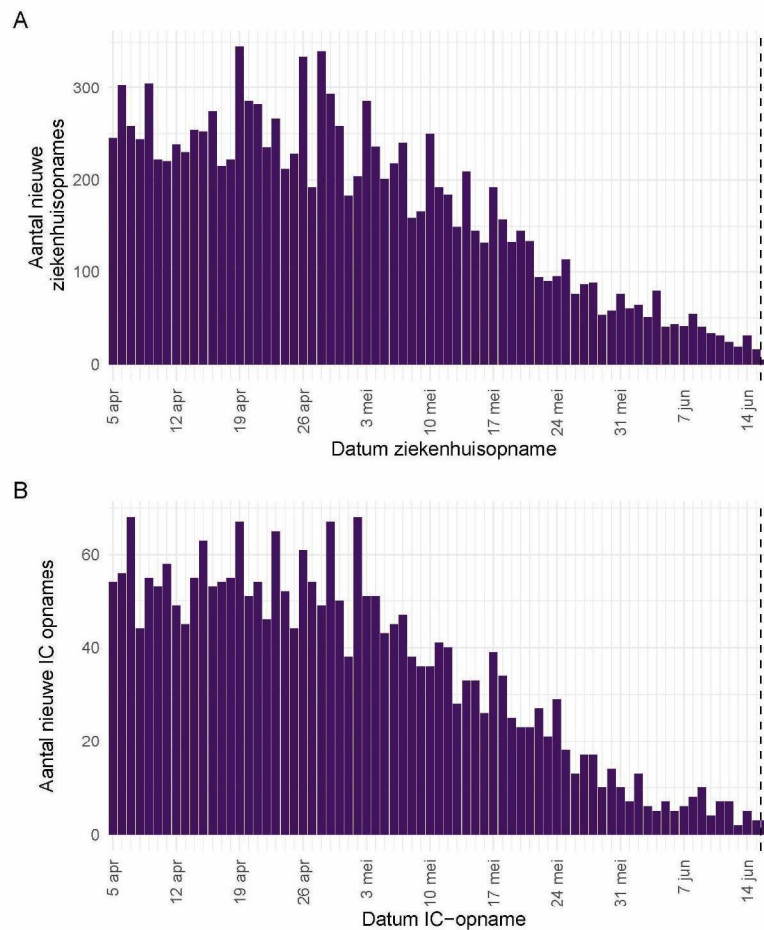 A
Aantal nieuwe
ziekenhuisopnames
300
200
100
0
5 apr
12 apr
19 apr
26 apr
3 mei
10 mei
17 mei
24 mei
31 mei
7 jun
14 jun
Datum ziekenhuisopname
B
Aantal nieuwe IC opnames
60
40
20
0
5 apr
12 apr
19 apr
26 apr
3 mei
10 mei
17 mei
24 mei
31 mei
7 jun
14 jun
Datum IC-opname